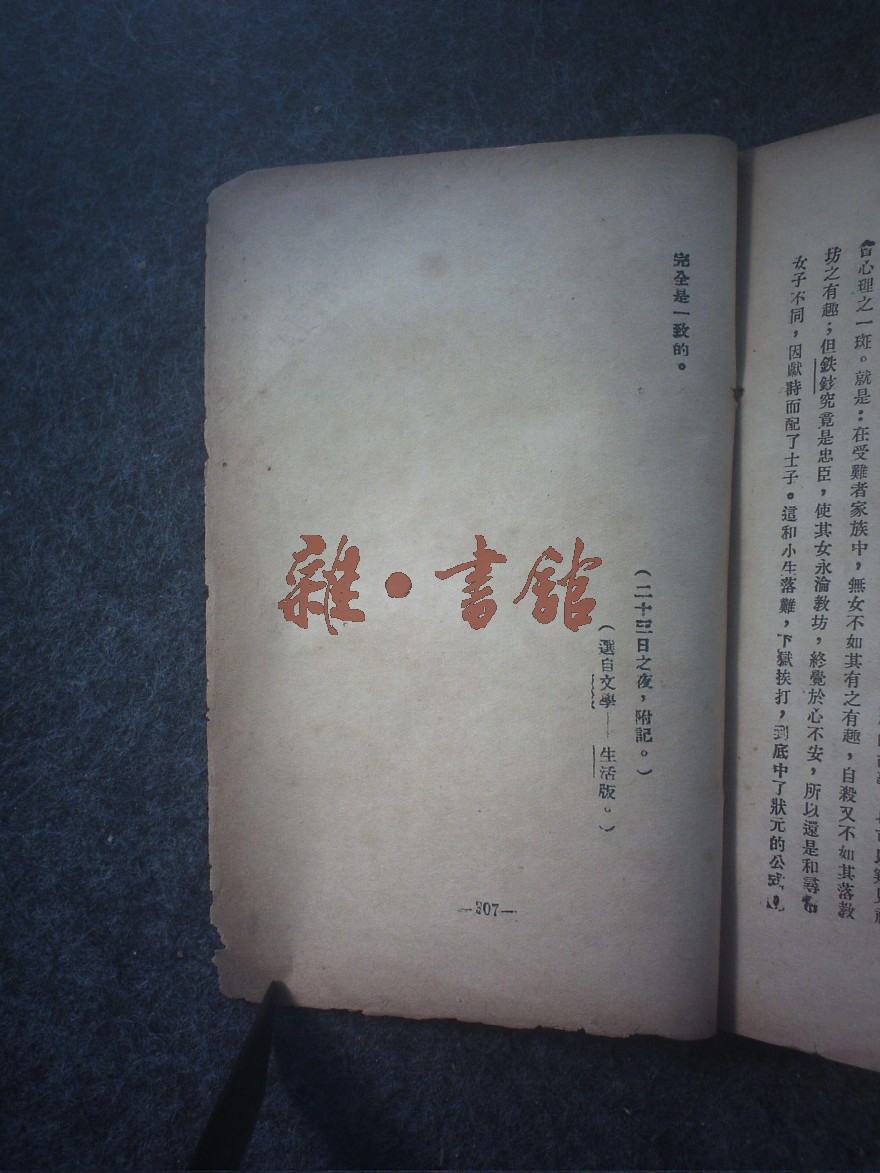 者心理之一斑。就是：在受難者家族中，無女不如其有之有趣，自殺又不如其落教
坊之有趣；但鉄鉉究竟是忠臣，使其女永淪教坊，終覺於心不安，所以還是和尋常
女子不同，因獻詩而配了士子。這和小生落難，下獄挨打，到底中了狀元的公式，
完全是一致的。
（二十三日之夜，附記。）
（選自文學——生活版。）
—307—
雜·書館